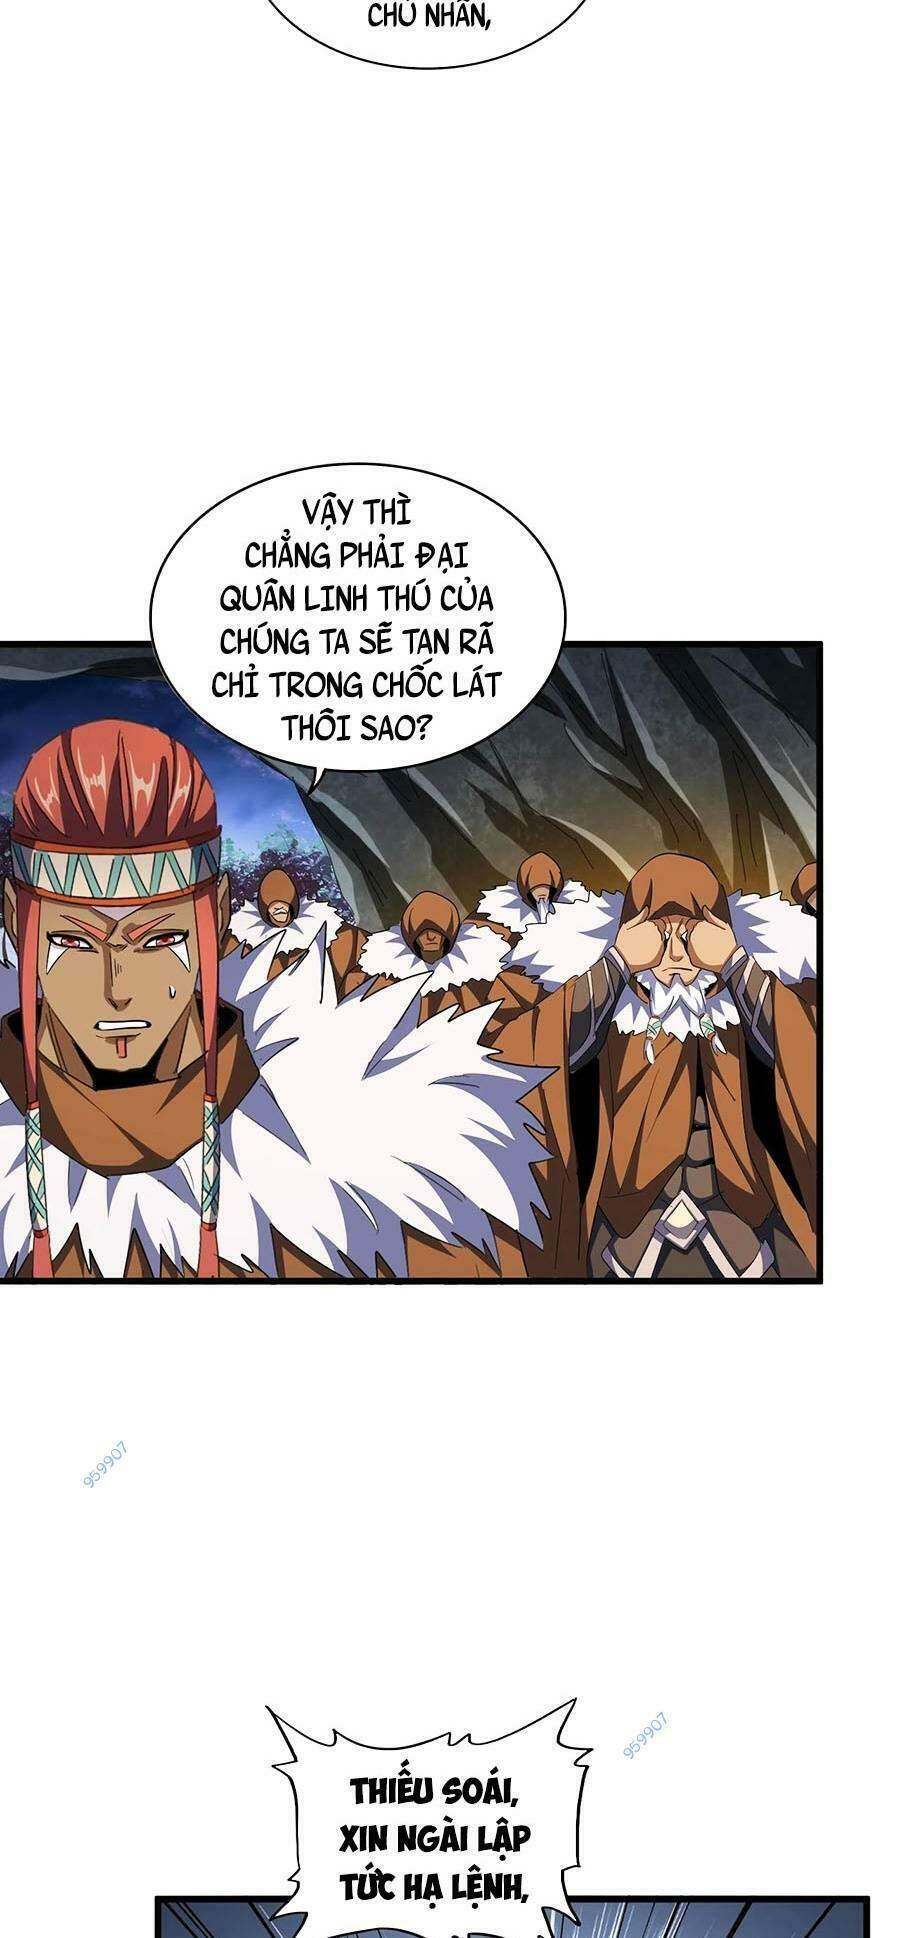 CHỦ NHÂN,
VẬY THÌ
CHẲNG PHẢI ĐẠI
QUÂN LINH THÚ CỦA
CHÚNG TA SẼ TAN RÃ
CHỈ TRONG CHỐC LÁT
THÔI SAO?
959907
959907
THIẾU SOÁI,
XIN NGÀI LẬP
TỨC HẠ LỆNH,